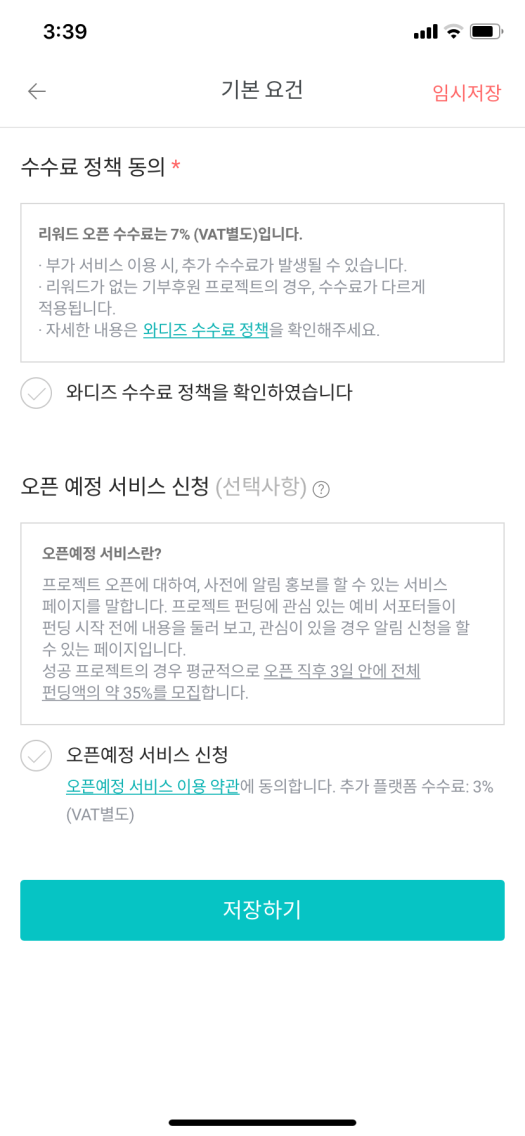 3:39
기본 요건
임시저장
수수료 정책 동의 *
리워드 오픈 수수료는 7% (VAT별도)입니다.
· 부가 서비스 이용 시, 추가 수수료가 발생될 수 있습니다.
· 리워드가 없는 기부후원 프로젝트의 경우, 수수료가 다르게
적용됩니다.
· 자세한 내용은 와디즈 수수료 정책을 확인해주세요.
와디즈 수수료 정책을 확인하였습니다
오픈 예정 서비스 신청 (선택사항) ?
오픈예정 서비스란?
프로젝트 오픈에 대하여, 사전에 알림 홍보를 할 수 있는 서비스
페이지를 말합니다. 프로젝트 펀딩에 관심 있는 예비 서포터들이
펀딩 시작 전에 내용을 둘러 보고, 관심이 있을 경우 알림 신청을 할
수 있는 페이지입니다.
성공 프로젝트의 경우 평균적으로 오픈 직후 3일 안에 전체
펀딩액의 약 35%를 모집합니다.
오픈예정 서비스 신청
오픈예정 서비스 이용 약관에 동의합니다. 추가 플랫폼 수수료: 3%
(VAT별도)
저장하기